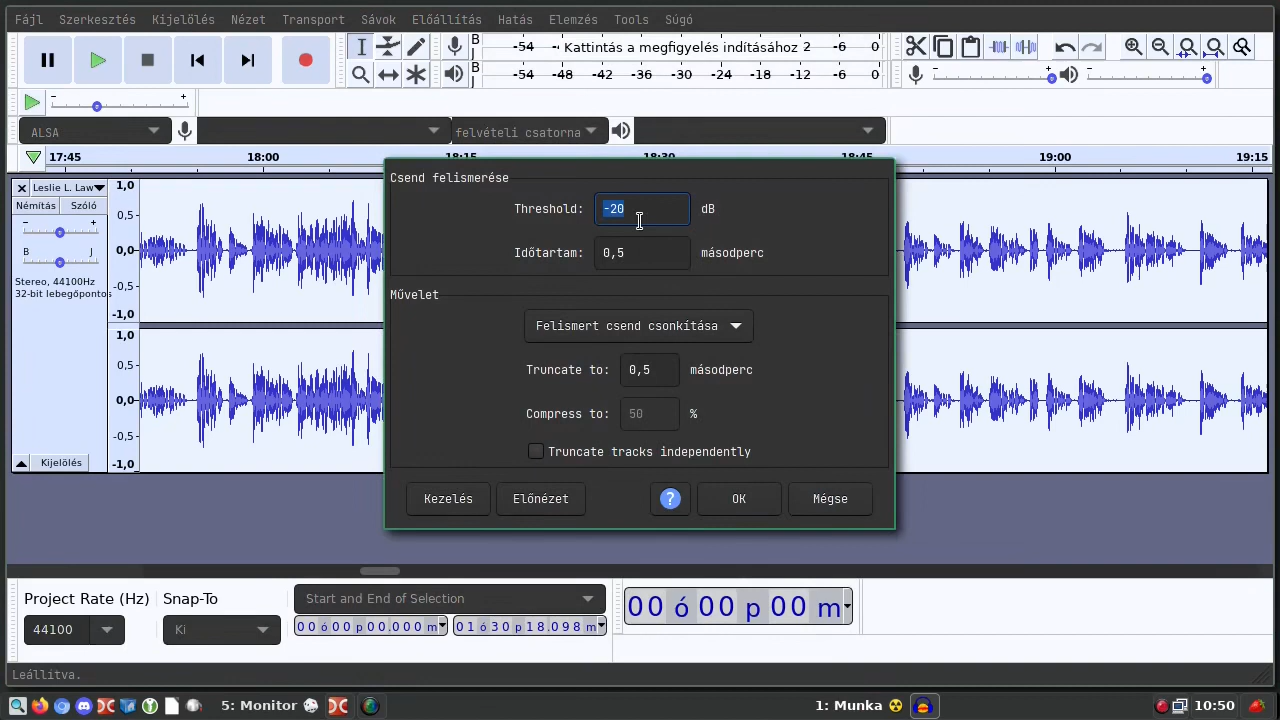 Fájl Szerkesztés Kijelölés Nézet Transport Sávok Előállítás Hatás Elemzés Tools Súgó
B J -54 -‹ Kattintás a megfigyelés indításához 2 -6 0
B J -54 -48 -42 -36 -30 -24 -18 -12 -6 0
- +
- + - +
ALSA felvételi csatorna
17:45 18:00 18:15 18:30 18:45 19:00 19:15
Leslie L. Law
Némítás Szóló
- +
B J
Stereo, 44100Hz
32-bit lebegőpontos
1,0
0,5
0,0
-0,5
-1,0
1,0
0,5
0,0
-0,5
-1,0
Kijelölés
Csend felismerése
Threshold: -20 dB
Időtartam: 0,5 másodperc
Művelet
Felismert csend csonkítása
Truncate to: 0,5 másodperc
Compress to: 50 %
Truncate tracks independently
Kezelés Előnézet ? OK Mégse
Project Rate (Hz) Snap-To Start and End of Selection
44100 Ki 00 ó 00 p 00.000 m 01 ó 30 p 18.098 m 00 ó 00 p 00 m
Leállítva.
5: Monitor 1: Munka 10:50